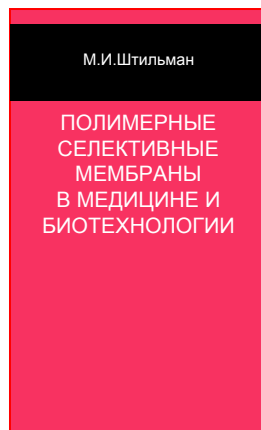 М.И.Штильман
ПОЛИМЕРНЫЕ
СЕЛЕКТИВНЫЕ
МЕМБРАНЫ
В МЕДИЦИНЕ И
БИОТЕХНОЛОГИИ